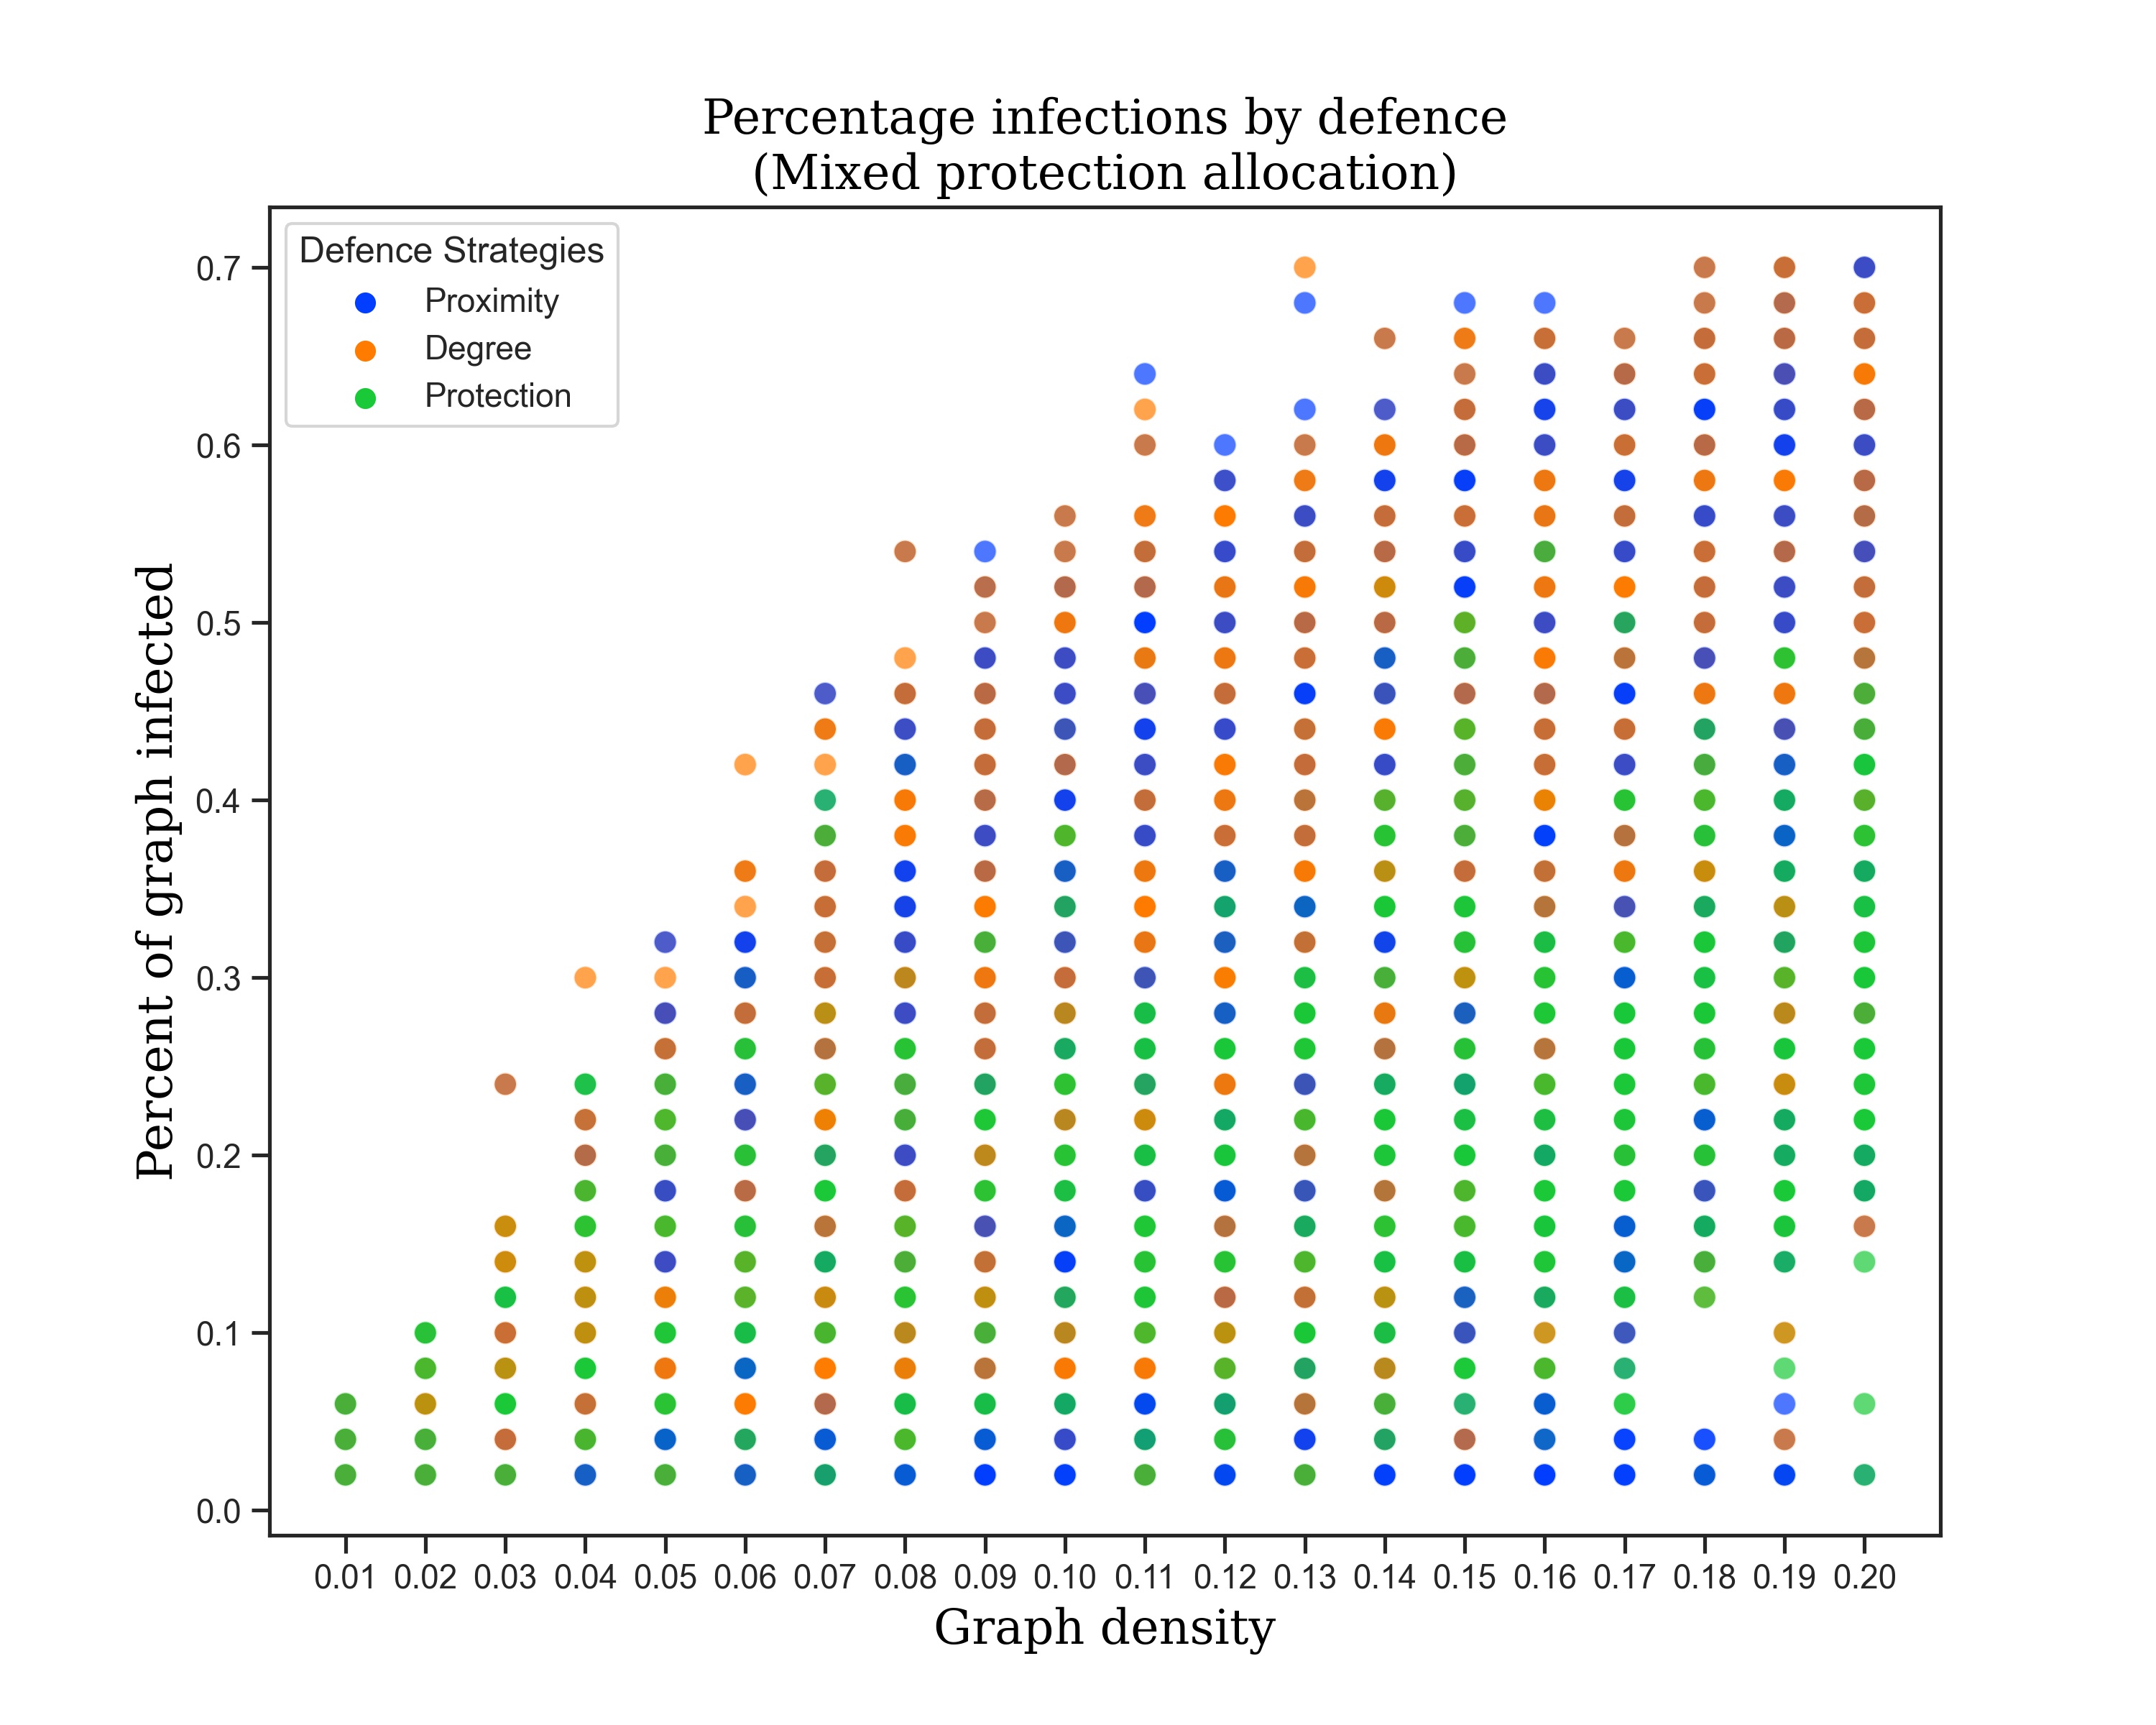 Percentage infections by defence
(Mixed protection allocation)
Defence Strategies
Proximity
Degree
Protection
Percent of graph infected
0.7
0.6
0.5
0.4
0.3
0.2
0.1
0.0
0.01 0.02 0.03 0.04 0.05 0.06 0.07 0.08 0.09 0.10 0.11 0.12 0.13 0.14 0.15 0.16 0.17 0.18 0.19 0.20
Graph density